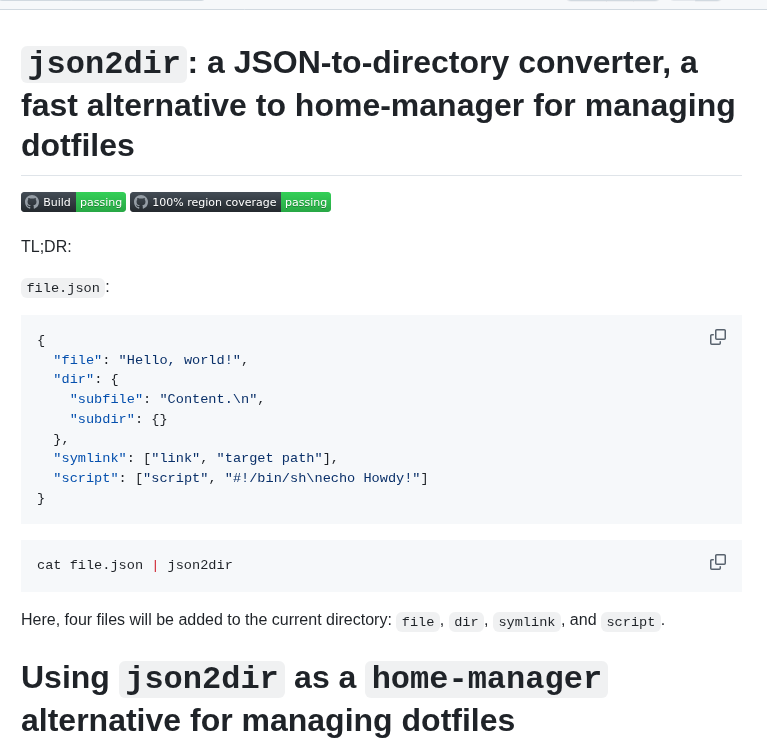 json2dir: a JSON-to-directory converter, a
fast alternative to home-manager for managing
dotfiles
Build passing 100% region coverage passing
TL;DR:
file.json:
{
  "file": "Hello, world!",
  "dir": {
    "subfile": "Content.\n",
    "subdir": {}
  },
  "symlink": ["link", "target path"],
  "script": ["script", "#!/bin/sh\necho Howdy!"]
}
cat file.json | json2dir
Here, four files will be added to the current directory: file, dir, symlink, and script.
Using json2dir as a home-manager
alternative for managing dotfiles